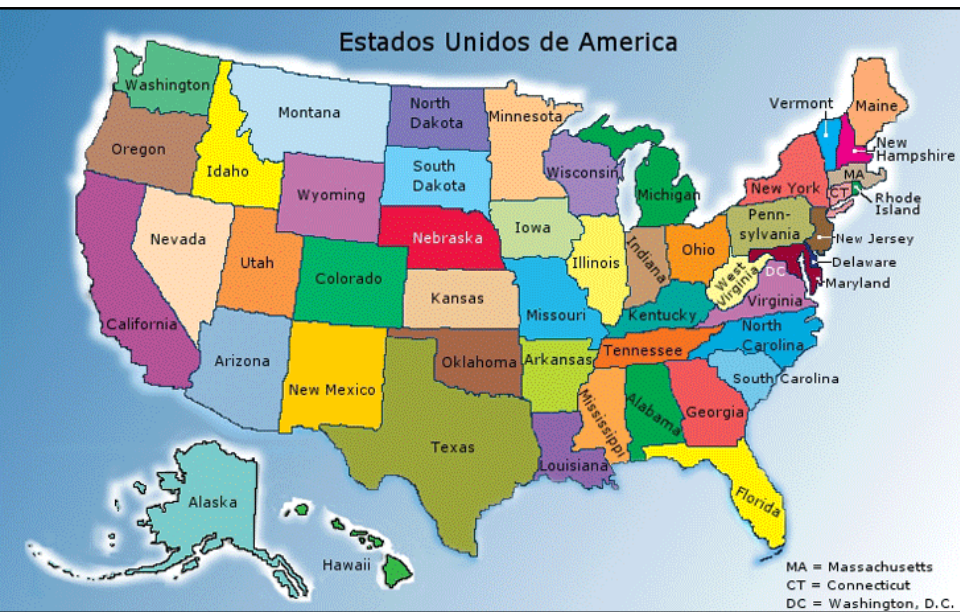 Estados Unidos de America
Washington
Montana
North
Dakota
Minnesota
Vermont
Maine
Oregon
Idaho
New
Hampshire
South
Dakota
Wisconsin
Michigan
MA
Wyoming
New York
CT
Rhode
Island
Nevada
Nebraska
Iowa
Penn-
sylvania
New Jersey
Utah
Colorado
Illinois
Indiana
Ohio
Delaware
Kansas
West
Virginia
DC
Maryland
California
Missouri
Kentucky
Virginia
Arizona
Oklahoma
Arkansas
Tennessee
North
Carolina
New Mexico
South Carolina
Mississippi
Alabama
Georgia
Texas
Louisiana
Florida
Alaska
Hawaii
MA = Massachusetts
CT = Connecticut
DC = Washington, D.C.